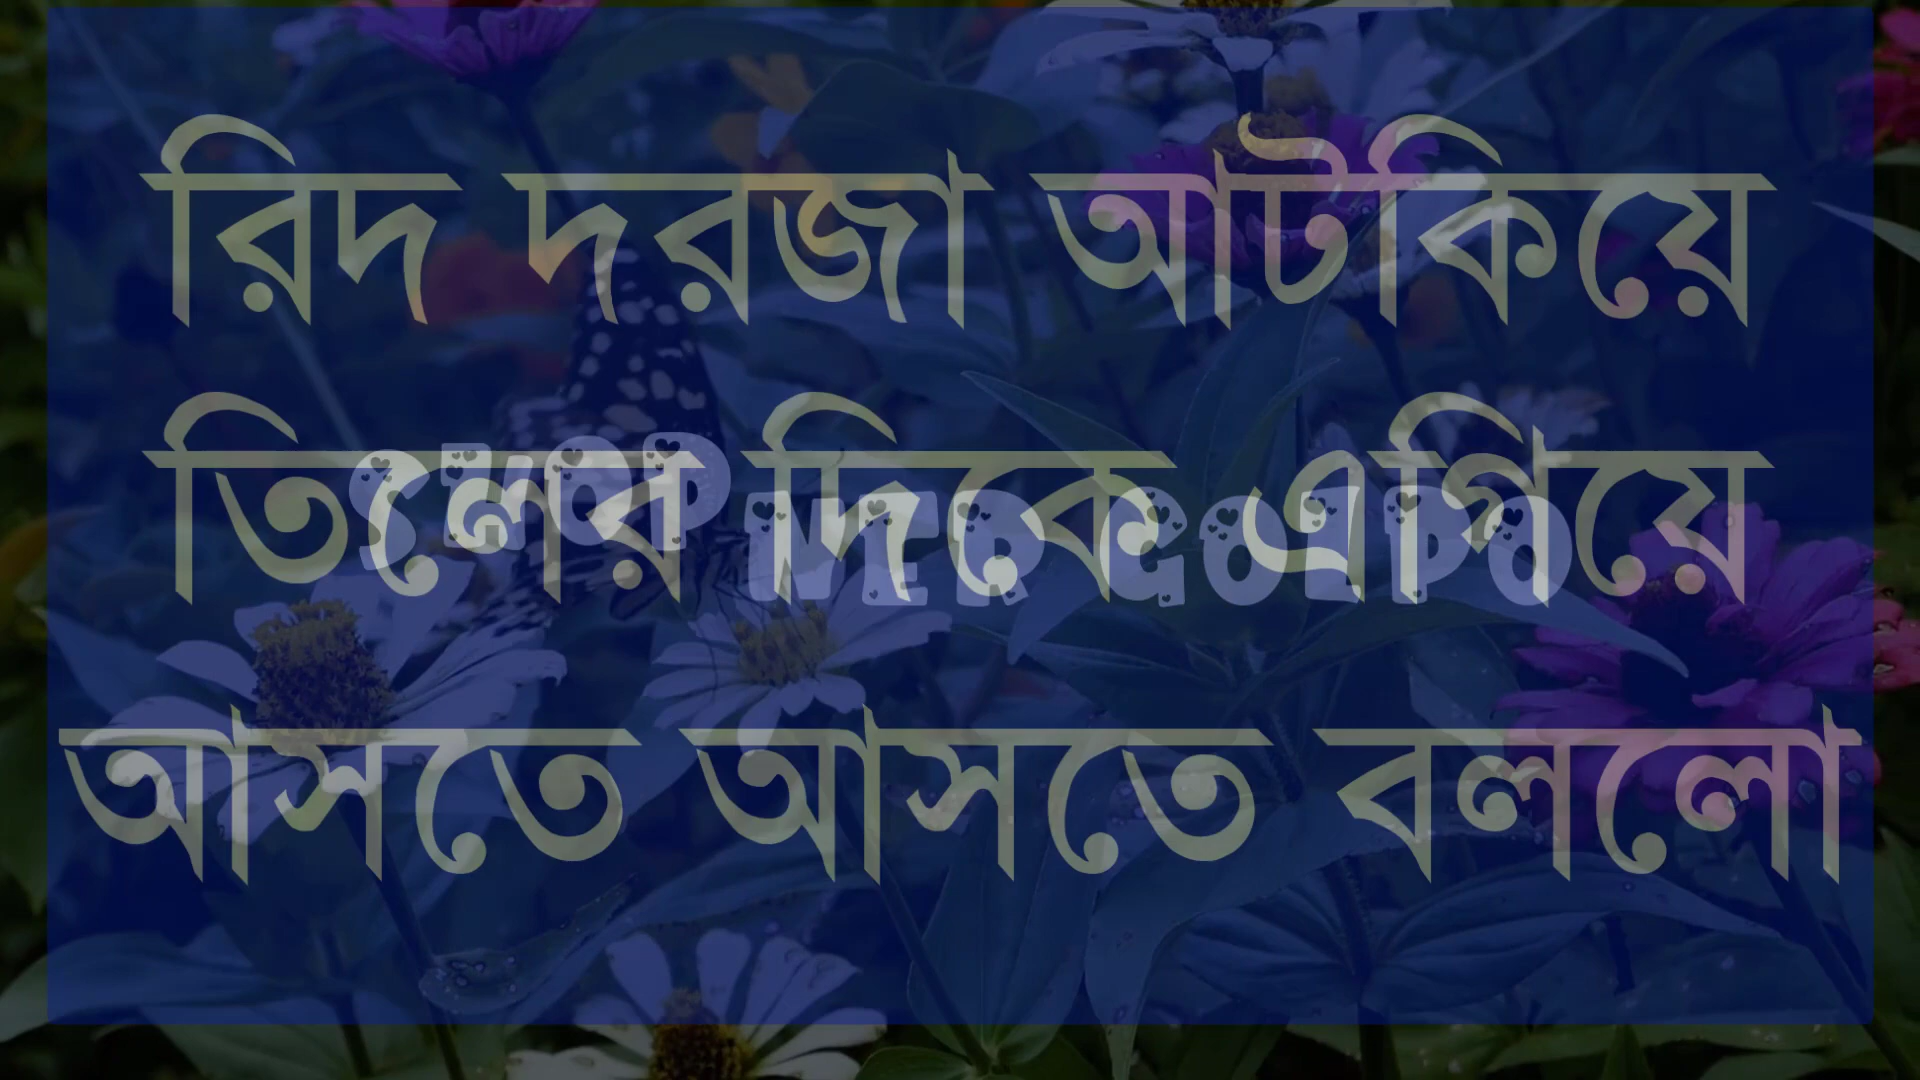 রিদ দরজা আটকিয়ে
তিলের দিকে এগিয়ে
আসতে আসতে বললো